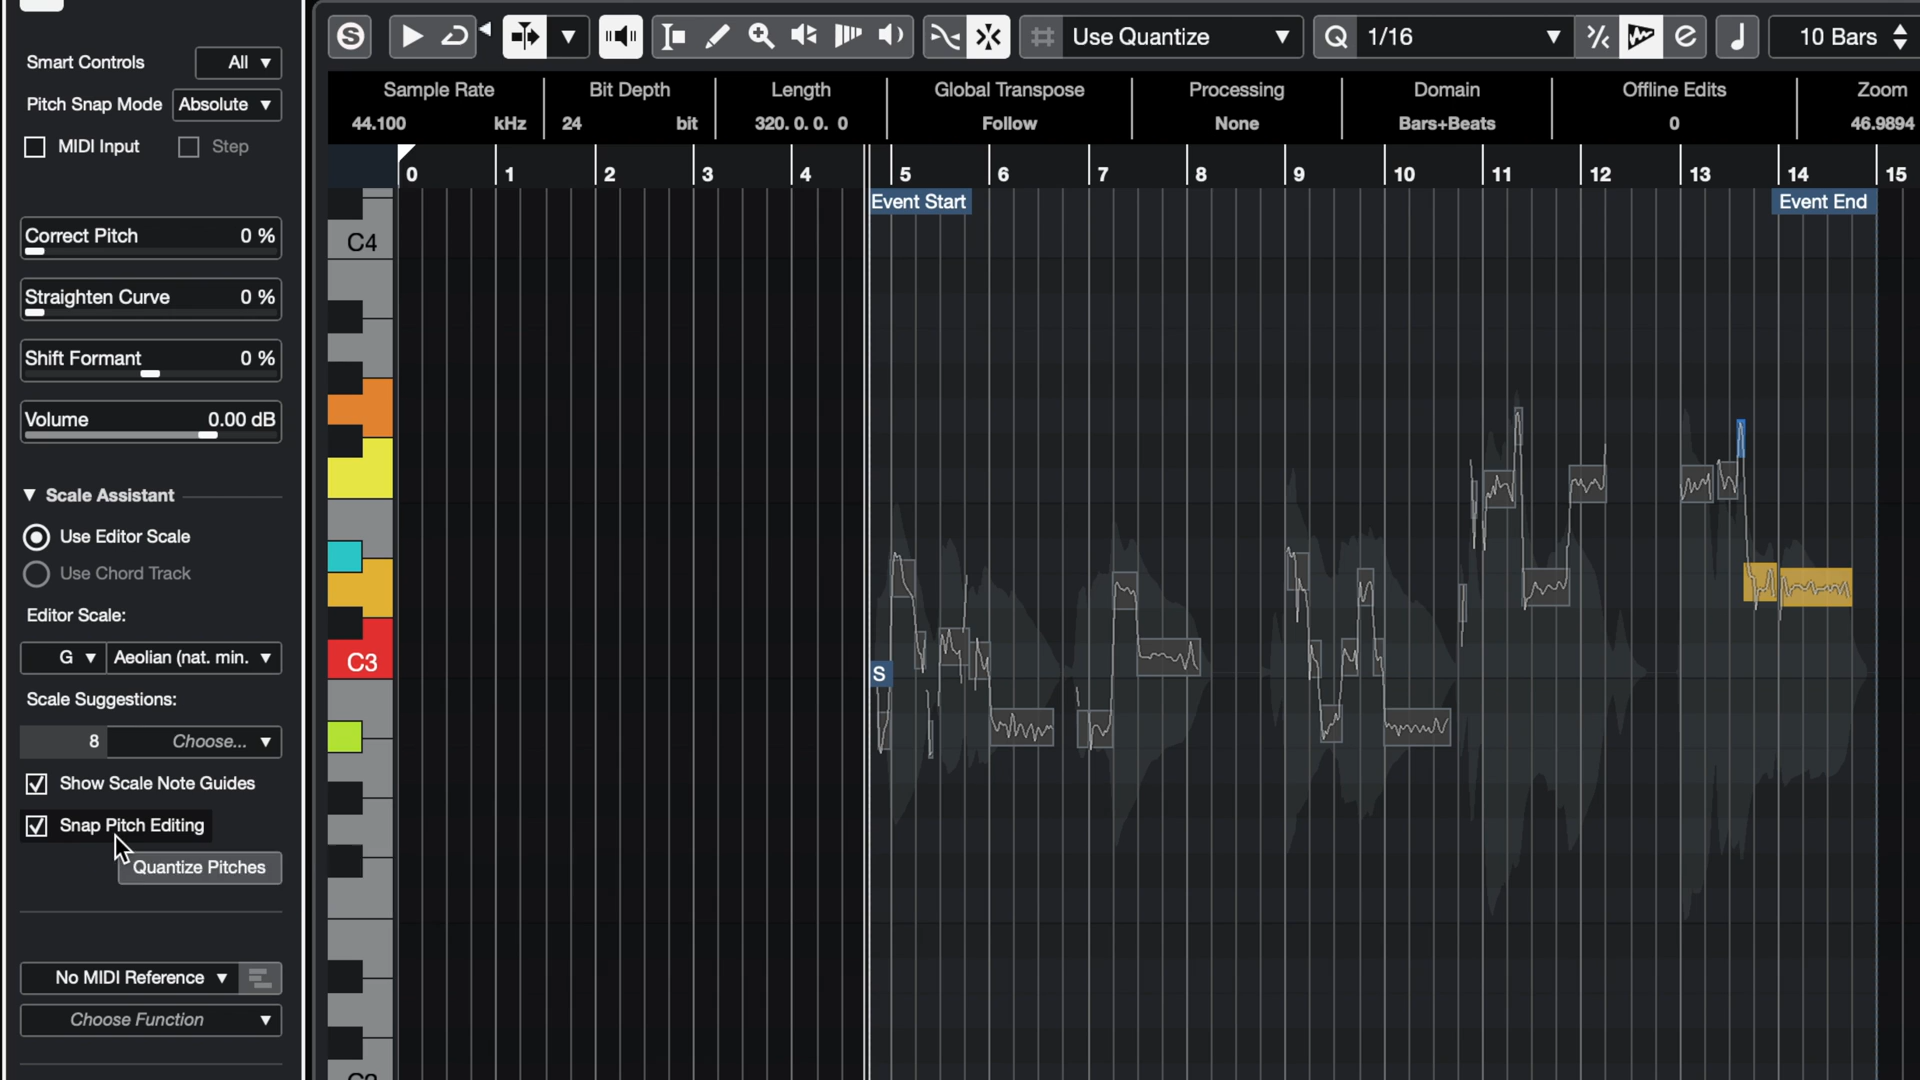 Smart Controls All
Pitch Snap Mode Absolute
MIDI Input Step
Correct Pitch 0 %
Straighten Curve 0 %
Shift Formant 0 %
Volume 0.00 dB
Scale Assistant
Use Editor Scale
Use Chord Track
Editor Scale:
G Aeolian (nat. min.
Scale Suggestions:
8 Choose...
Show Scale Note Guides
Snap Pitch Editing
Quantize Pitches
No MIDI Reference
Choose Function
S Use Quantize Q 1/16 e 10 Bars
Sample Rate Bit Depth Length Global Transpose Processing Domain Offline Edits Zoom
44.100 kHz 24 bit 320. 0. 0. 0 Follow None Bars+Beats 0 46.9894
0 1 2 3 4 5 6 7 8 9 10 11 12 13 14 15
Event Start Event End
C4
C3
S